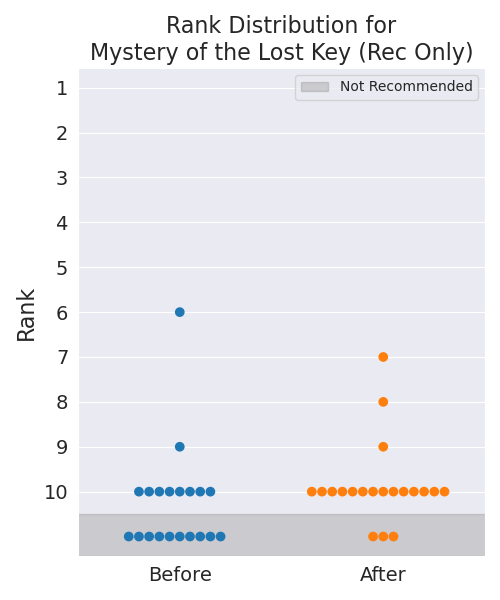 Rank Distribution for
Mystery of the Lost Key (Rec Only)
Not Recommended
1
2
3
4
5
6
7
8
9
10
Rank
Before After